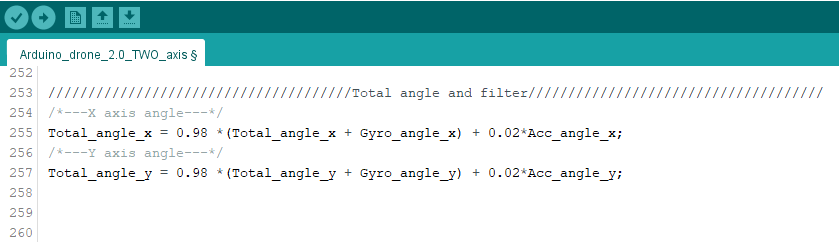 Arduino_drone_2.0_TWO_axis §
252
253 //////////////////////////////////////Total angle and filter/////////////////////////////////////
254 /*---X axis angle---*/
255 Total_angle_x = 0.98 *(Total_angle_x + Gyro_angle_x) + 0.02*Acc_angle_x;
256 /*---Y axis angle---*/
257 Total_angle_y = 0.98 *(Total_angle_y + Gyro_angle_y) + 0.02*Acc_angle_y;
258
259
260